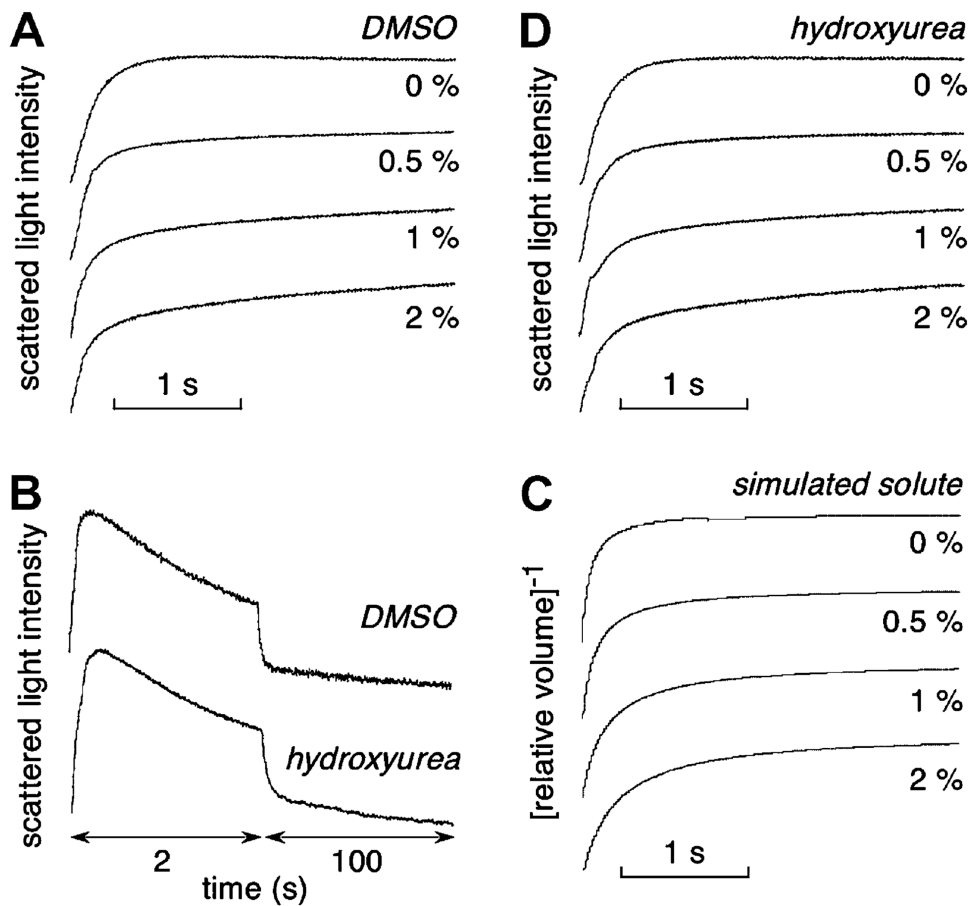 A
DMSO
scattered light intensity
0 %
0.5 %
1 %
2 %
1 s
D
hydroxyurea
scattered light intensity
0 %
0.5 %
1 %
2 %
1 s
B
scattered light intensity
DMSO
hydroxyurea
2
100
time (s)
C
simulated solute
[relative volume]-1
0 %
0.5 %
1 %
2 %
1 s